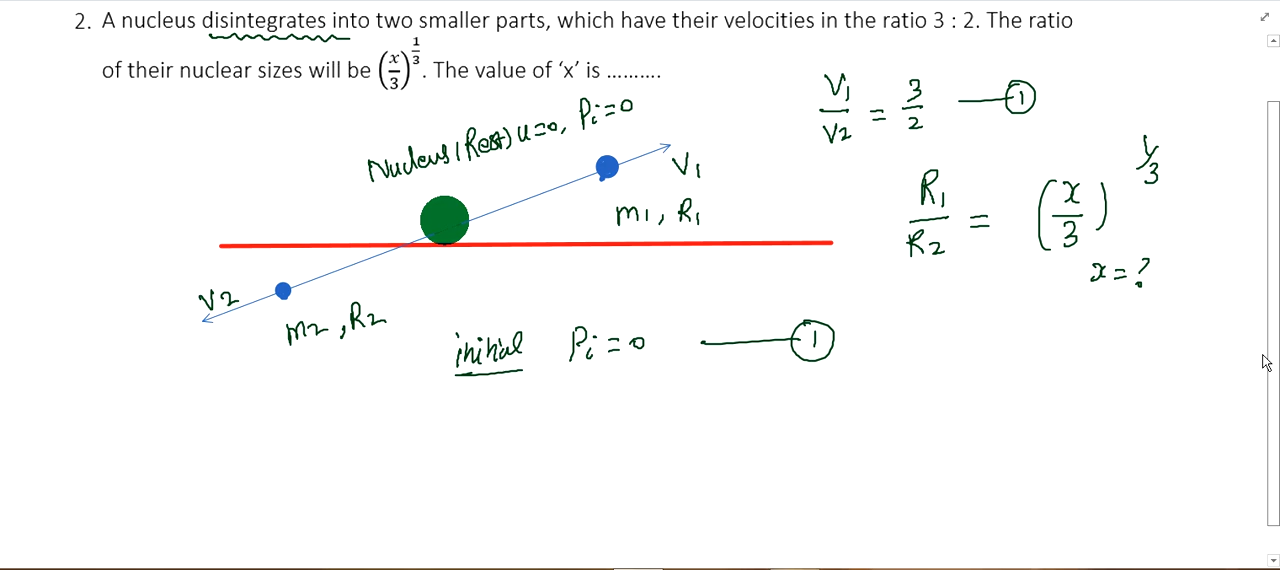 2. A nucleus disintegrates into two smaller parts, which have their velocities in the ratio 3 : 2. The ratio
of their nuclear sizes will be (x/3)^1/3. The value of 'x' is ..........
V1/V2 = 3/2 —①
Nucleus (Rest) u=0, Pi=0
V1
m1, R1
R1/R2 = (x/3)^1/3
x = ?
V2
m2, R2
initial Pi = 0 —①